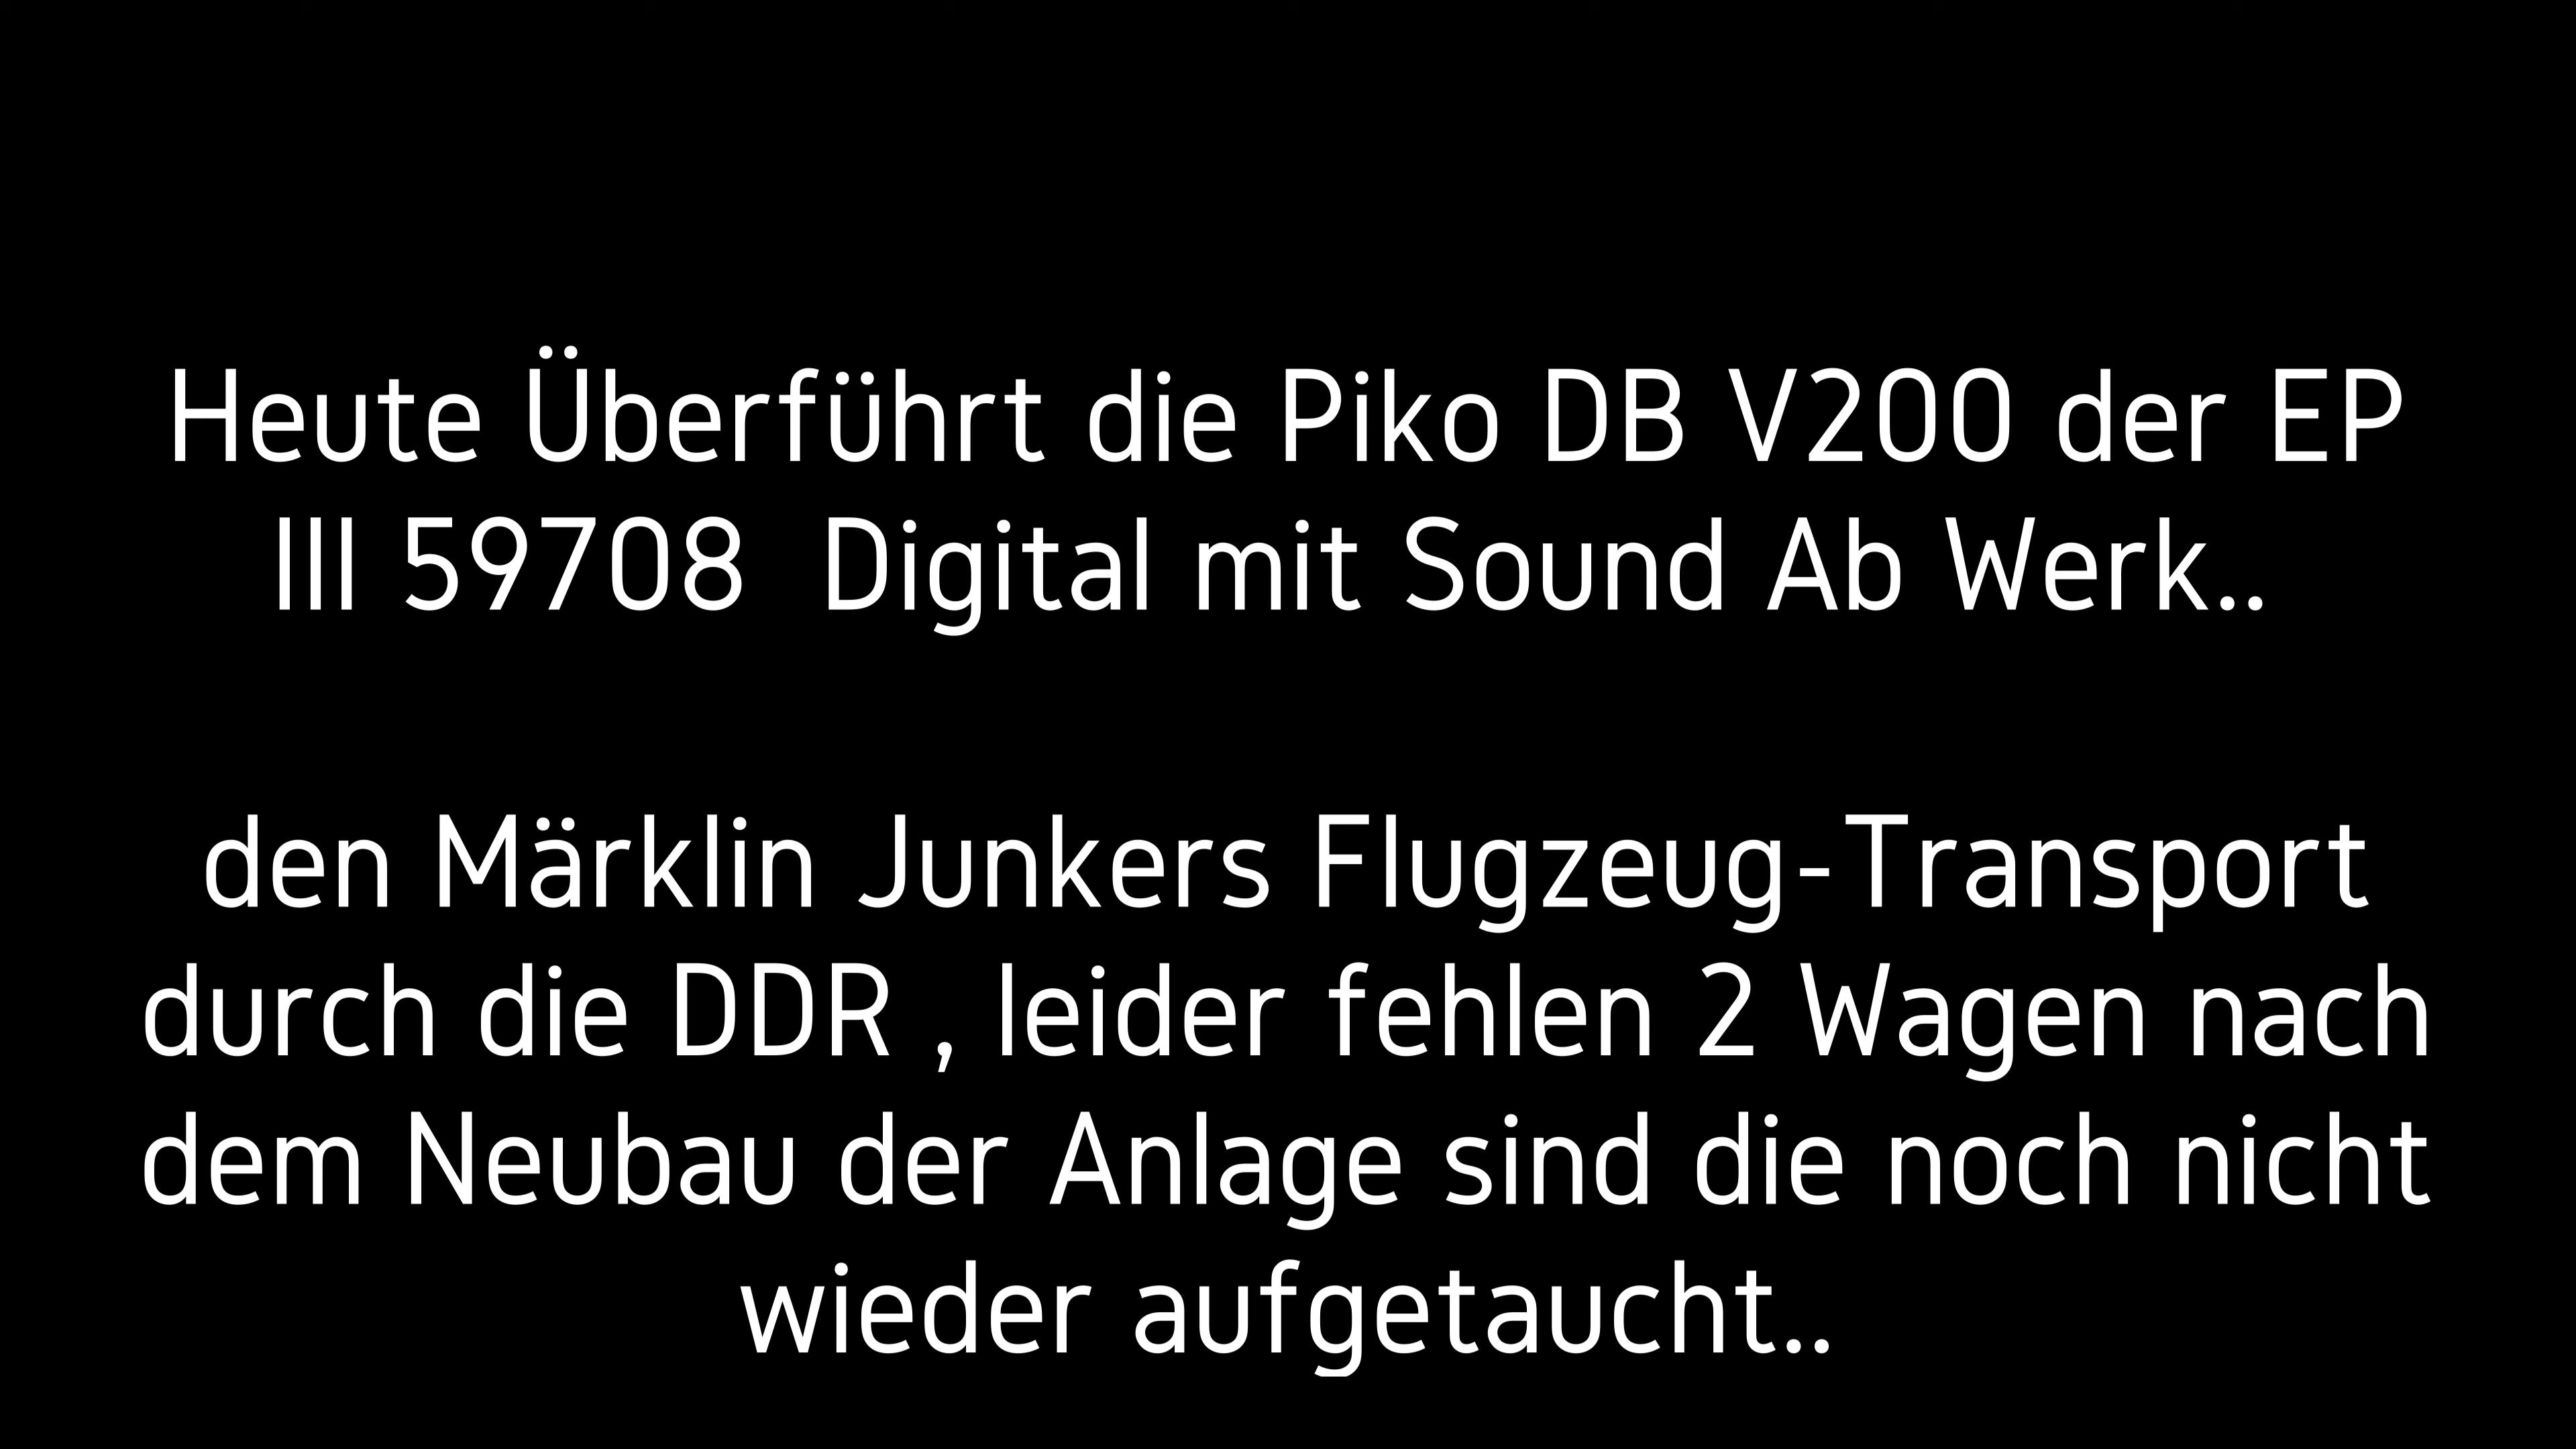 Heute Überführt die Piko DB V200 der EP
III 59708  Digital mit Sound Ab Werk..
den Märklin Junkers Flugzeug-Transport
durch die DDR , leider fehlen 2 Wagen nach
dem Neubau der Anlage sind die noch nicht
wieder aufgetaucht..